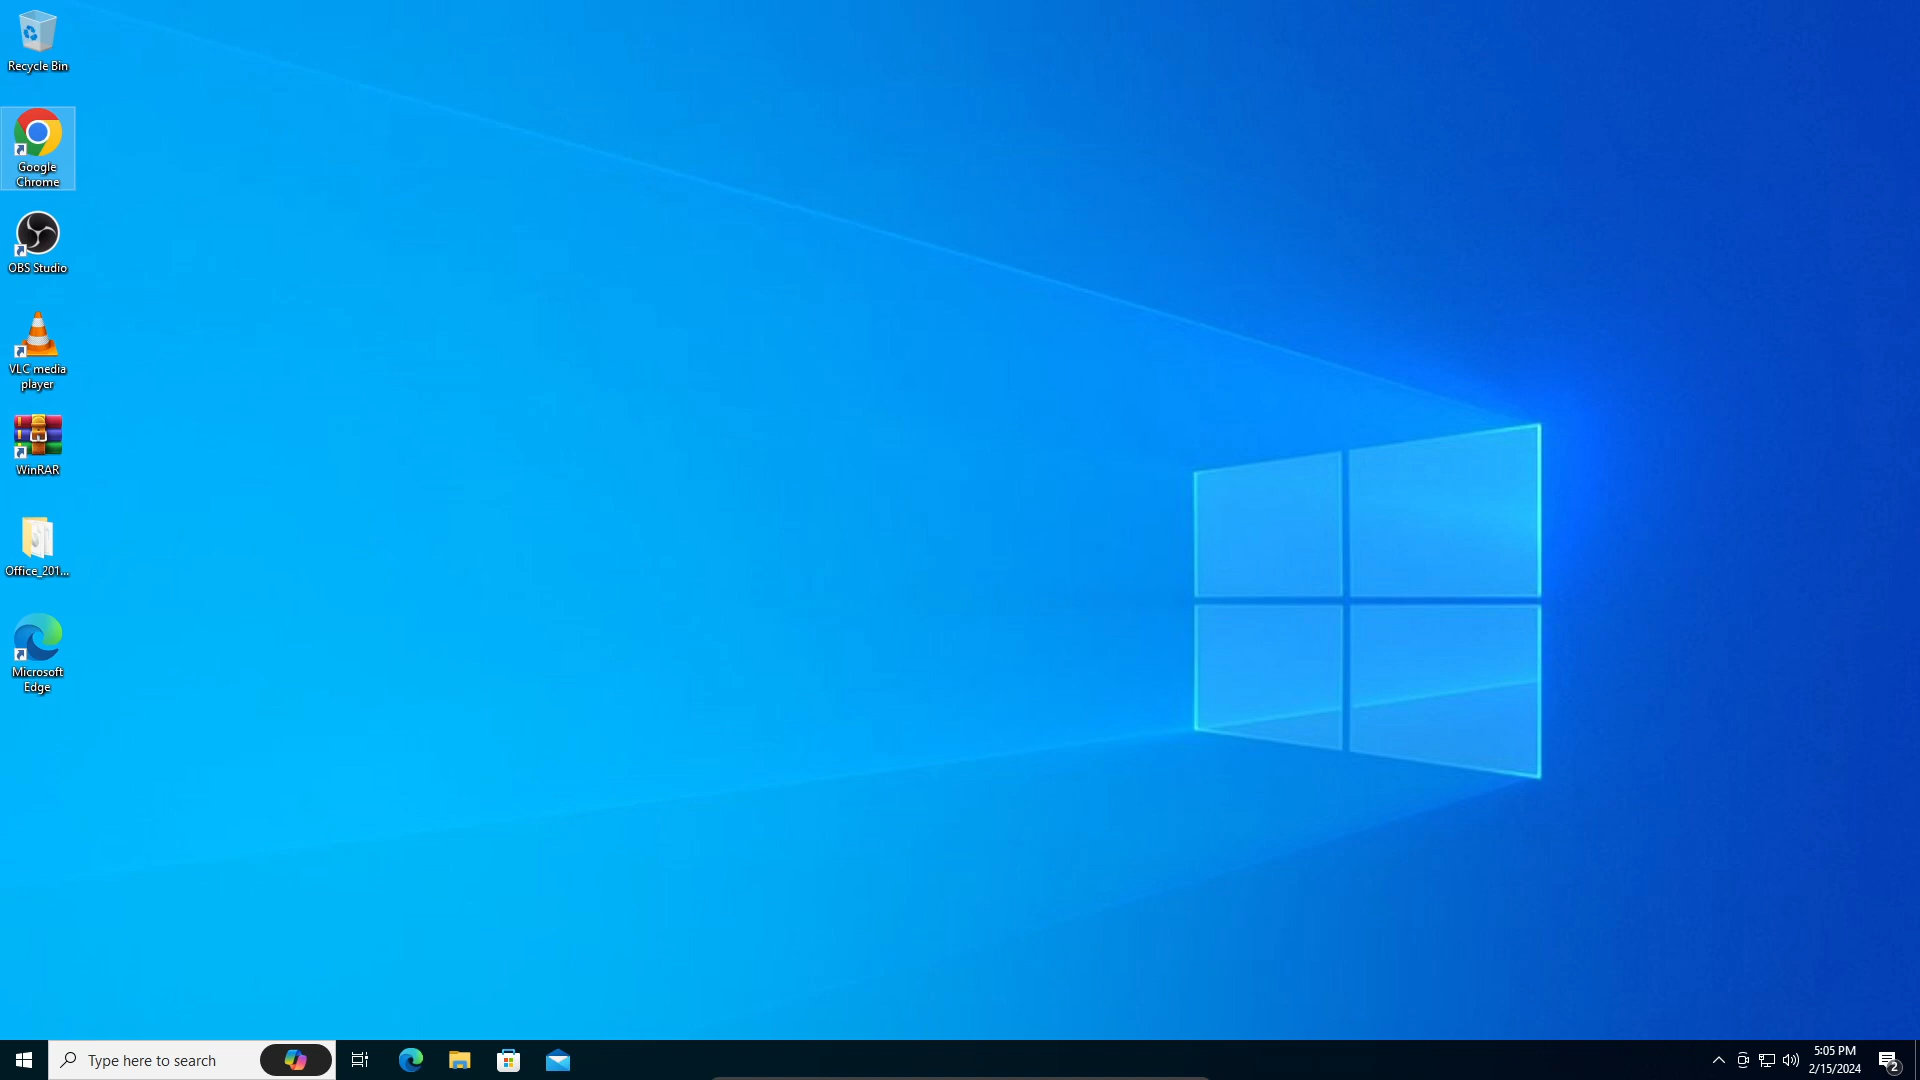 Recycle Bin
Google
Chrome
OBS Studio
VLC media
player
WinRAR
Office_201...
Microsoft
Edge
Type here to search
5:05 PM
2/15/2024
2